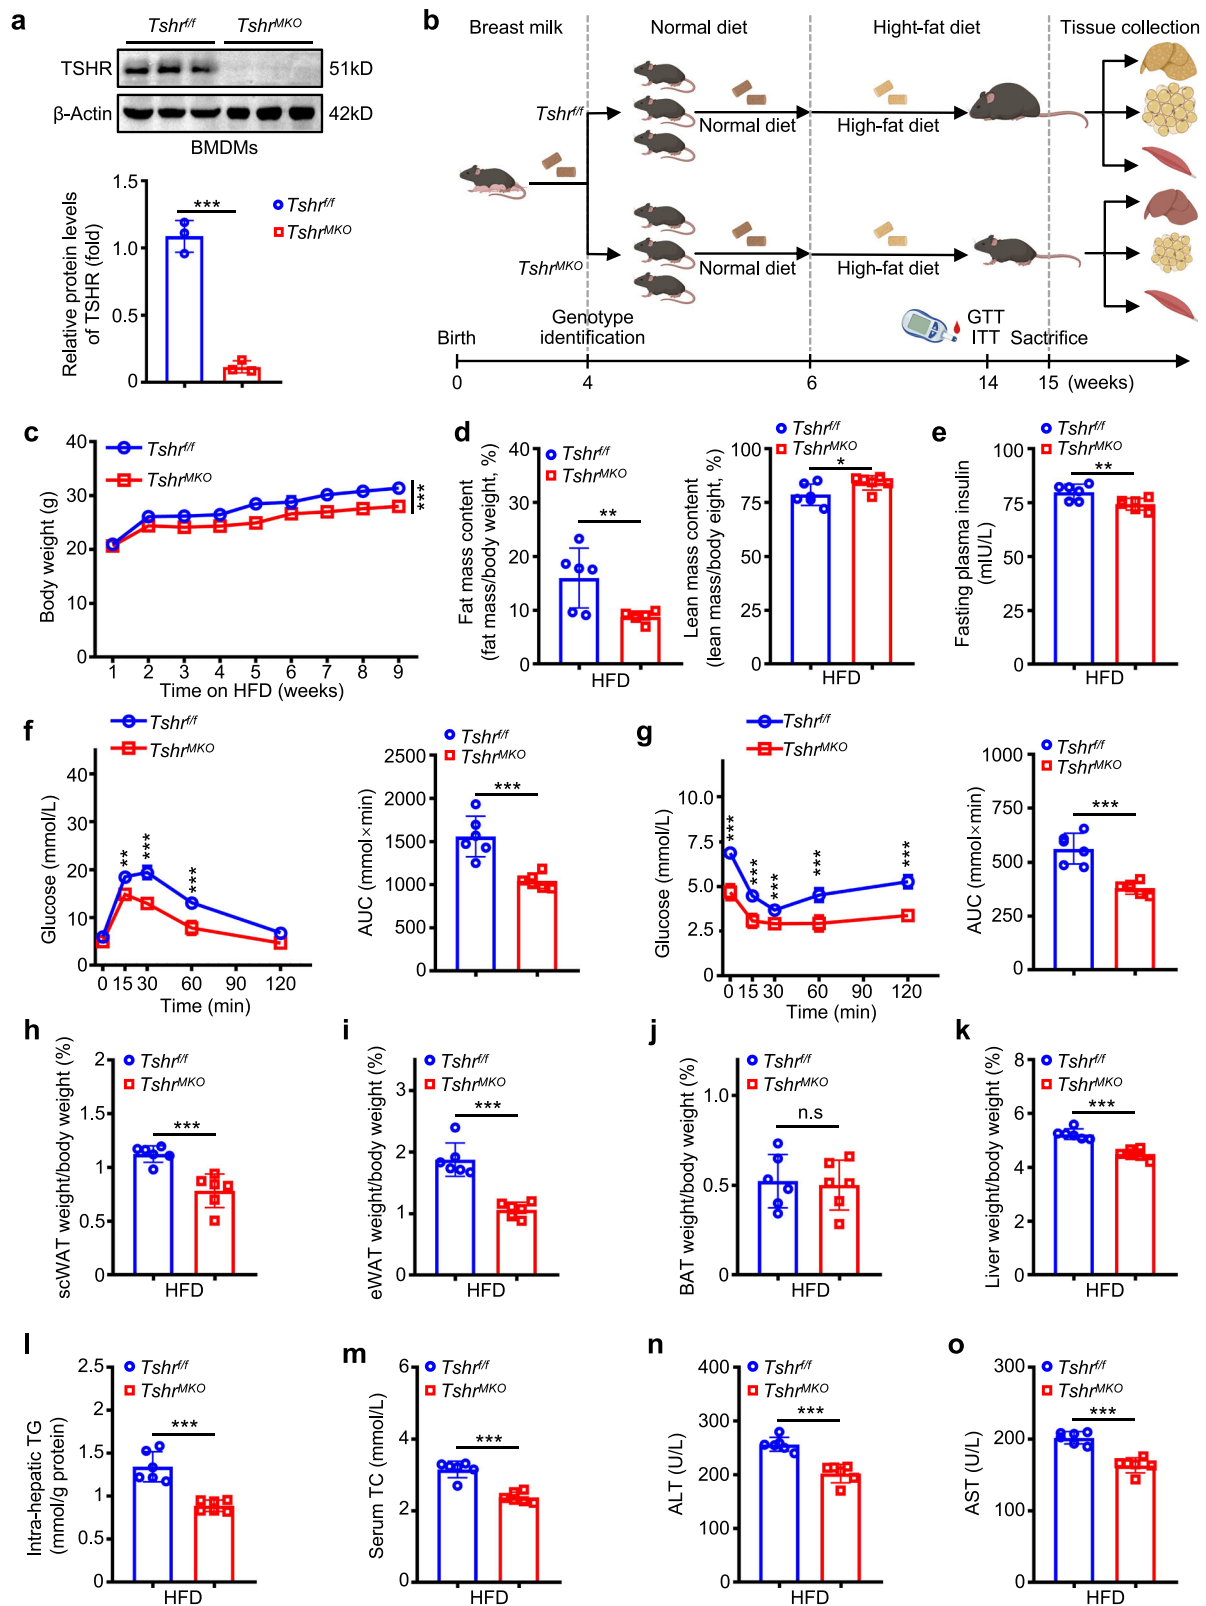 a
Tshrf/f TshrMKO
TSHR 51kD
β-Actin 42kD
BMDMs
Relative protein levels
of TSHR (fold)
1.5
1.0
0.5
0
***
Tshrf/f
TshrMKO
b
Breast milk Normal diet Hight-fat diet Tissue collection
Tshrf/f
Normal diet High-fat diet
TshrMKO
Normal diet High-fat diet
Birth
Genotype
identification
GTT
ITT Sactrifice
0 4 6 14 15 (weeks)
c
Body weight (g)
40
30
20
10
0
Tshrf/f
TshrMKO
***
1 2 3 4 5 6 7 8 9
Time on HFD (weeks)
d
Fat mass content
(fat mass/body weight, %)
40
30
20
10
0
Tshrf/f
TshrMKO
**
HFD
Lean mass content
(lean mass/body eight, %)
100
75
50
25
0
Tshrf/f
TshrMKO
*
HFD
e
Fasting plasma insulin
(mIU/L)
100
75
50
25
0
Tshrf/f
TshrMKO
**
HFD
f
Glucose (mmol/L)
40
30
20
10
0
Tshrf/f
TshrMKO
** *** ***
0 15 30 60 90 120
Time (min)
AUC (mmol×min)
2500
2000
1500
1000
500
0
Tshrf/f
TshrMKO
***
g
Glucose (mmol/L)
10.0
7.5
5.0
2.5
0
Tshrf/f
TshrMKO
*** *** *** *** ***
0 15 30 60 90 120
Time (min)
AUC (mmol×min)
1000
750
500
250
0
Tshrf/f
TshrMKO
***
h
scWAT weight/body weight (%)
2
1.5
1
0.5
0
Tshrf/f
TshrMKO
***
HFD
i
eWAT weight/body weight (%)
3
2
1
0
Tshrf/f
TshrMKO
***
HFD
j
BAT weight/body weight (%)
1.0
0.5
0
Tshrf/f
TshrMKO
n.s
HFD
k
Liver weight/body weight (%)
8
6
4
2
0
Tshrf/f
TshrMKO
***
HFD
l
Intra-hepatic TG
(mmol/g protein)
2.5
2
1.5
1
0.5
0
Tshrf/f
TshrMKO
***
HFD
m
Serum TC (mmol/L)
6
4
2
0
Tshrf/f
TshrMKO
***
HFD
n
ALT (U/L)
400
300
200
100
0
Tshrf/f
TshrMKO
***
HFD
o
AST (U/L)
300
200
100
0
Tshrf/f
TshrMKO
***
HFD